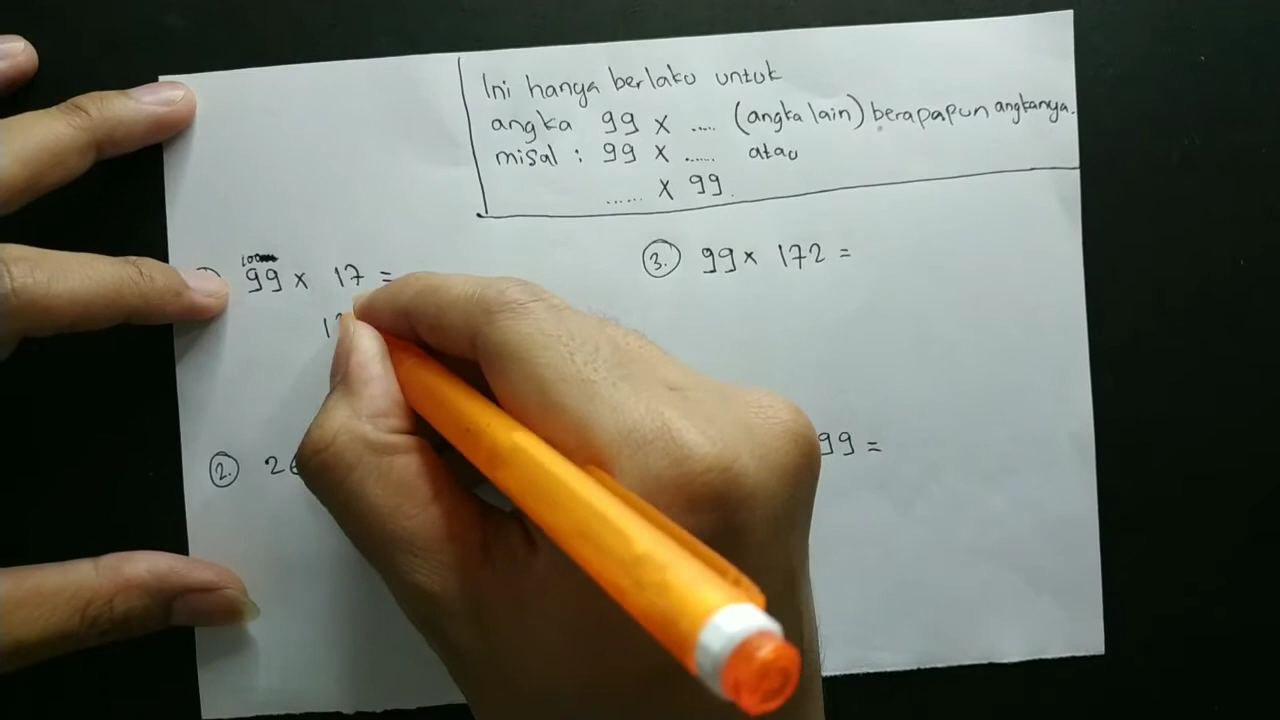 Ini hanya berlaku untuk
angka 99 x ..... (angka lain) berapapun angkanya.
misal : 99 x ...... atau
...... x 99.
100
99 x 17 =
3. 99 x 172 =
2. 2
99 =